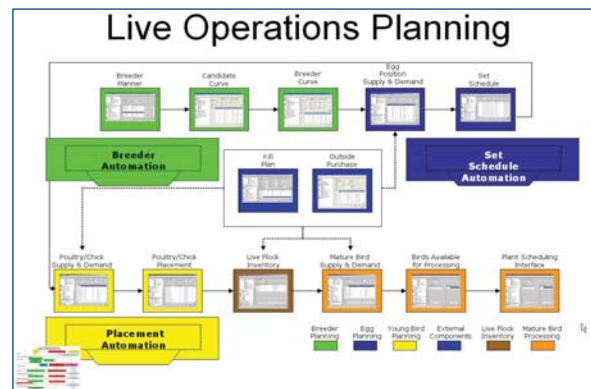 Live Operations Planning
Breeder
Planner
Candidate
Curve
Breeder
Curve
Egg
Position
Supply & Demand
Set
Schedule
Breeder
Automation
Kill
Plan
Outside
Purchase
Set
Schedule
Automation
Poultry/Chick
Supply & Demand
Poultry/Chick
Placement
Live Flock
Inventory
Mature Bird
Supply & Demand
Birds Available
for Processing
Plant Scheduling
Interface
Placement
Automation
Breeder
Planning
Egg
Planning
Young Bird
Planning
External
Components
Live Flock
Inventory
Mature Bird
Processing